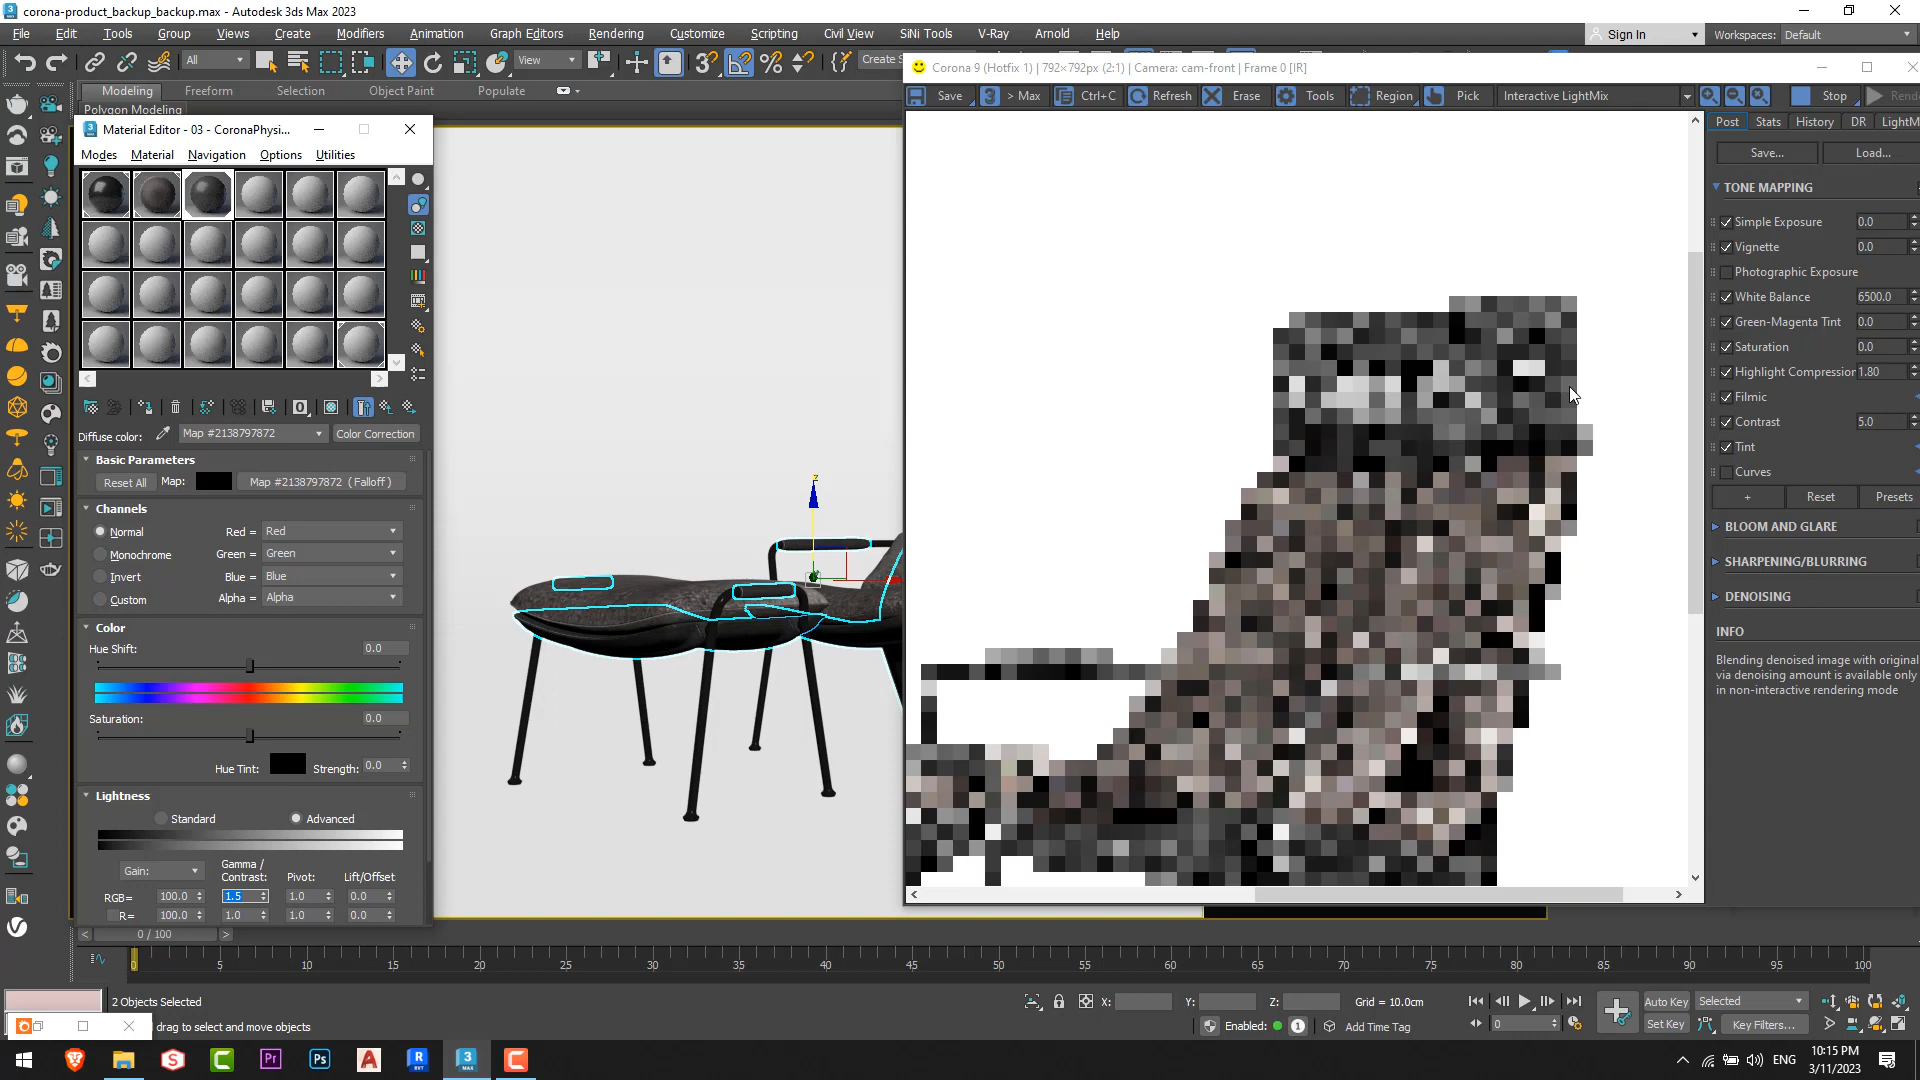 corona-product_backup_backup.max - Autodesk 3ds Max 2023
File Edit Tools Group Views Create Modifiers Animation Graph Editors Rendering Customize Scripting Civil View SiNi Tools V-Ray Arnold Help
Sign In Workspaces: Default
All View Create S
Modeling Freeform Selection Object Paint Populate
Polygon Modeling
Corona 9 (Hotfix 1) | 792×792px (2:1) | Camera: cam-front | Frame 0 [IR]
Save > Max Ctrl+C Refresh Erase Tools Region Pick Interactive LightMix Stop Rende
Post Stats History DR LightM
Save... Load...
TONE MAPPING
Simple Exposure 0.0
Vignette 0.0
Photographic Exposure
White Balance 6500.0
Green-Magenta Tint 0.0
Saturation 0.0
Highlight Compression 1.80
Filmic
Contrast 5.0
Tint
Curves
+ Reset Presets
BLOOM AND GLARE
SHARPENING/BLURRING
DENOISING
INFO
Blending denoised image with original
via denoising amount is available only
in non-interactive rendering mode
Material Editor - 03 - CoronaPhysi...
Modes Material Navigation Options Utilities
Diffuse color: Map #2138797872 Color Correction
Basic Parameters
Reset All Map: Map #2138797872 ( Falloff )
Channels
Normal Red = Red
Monochrome Green = Green
Invert Blue = Blue
Custom Alpha = Alpha
Color
Hue Shift: 0.0
Saturation: 0.0
Hue Tint: Strength: 0.0
Lightness
Standard Advanced
Gain: Gamma / Contrast: Pivot: Lift/Offset
RGB= 100.0 1.5 1.0 0.0
R= 100.0 1.0 1.0 0.0
z
< 0 / 100 >
0 5 10 15 20 25 30 35 40 45 50 55 60 65 70 75 80 85 90 95 100
2 Objects Selected X: Y: Z: Grid = 10.0cm Auto Key Selected
drag to select and move objects Enabled: 1 Add Time Tag 0 Set Key Key Filters...
ENG 10:15 PM
3/11/2023